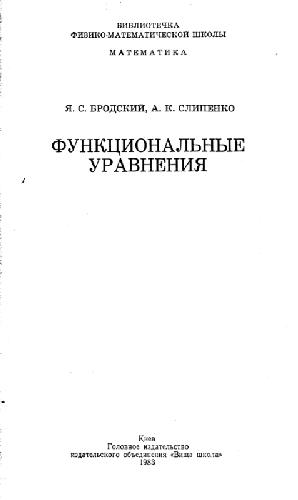 БИБЛИОТЕЧКА
ФИЗИКО-МАТЕМАТИЧЕСКОЙ ШКОЛЫ
МАТЕМАТИКА
Я. С. БРОДСКИЙ, А. К. СЛИПЕНКО
ФУНКЦИОНАЛЬНЫЕ
УРАВНЕНИЯ
Киев
Головное издательство
издательского объединения «Вища школа»
1983